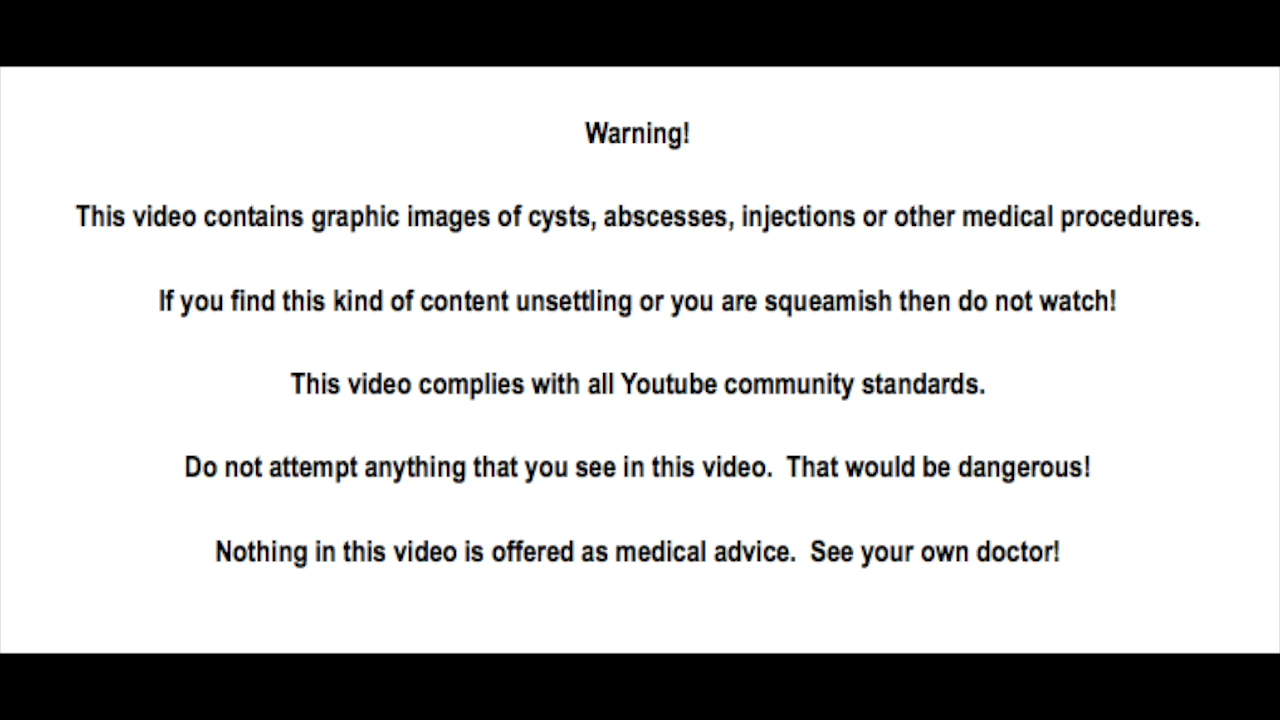 Warning!
This video contains graphic images of cysts, abscesses, injections or other medical procedures.
If you find this kind of content unsettling or you are squeamish then do not watch!
This video complies with all Youtube community standards.
Do not attempt anything that you see in this video.  That would be dangerous!
Nothing in this video is offered as medical advice.  See your own doctor!